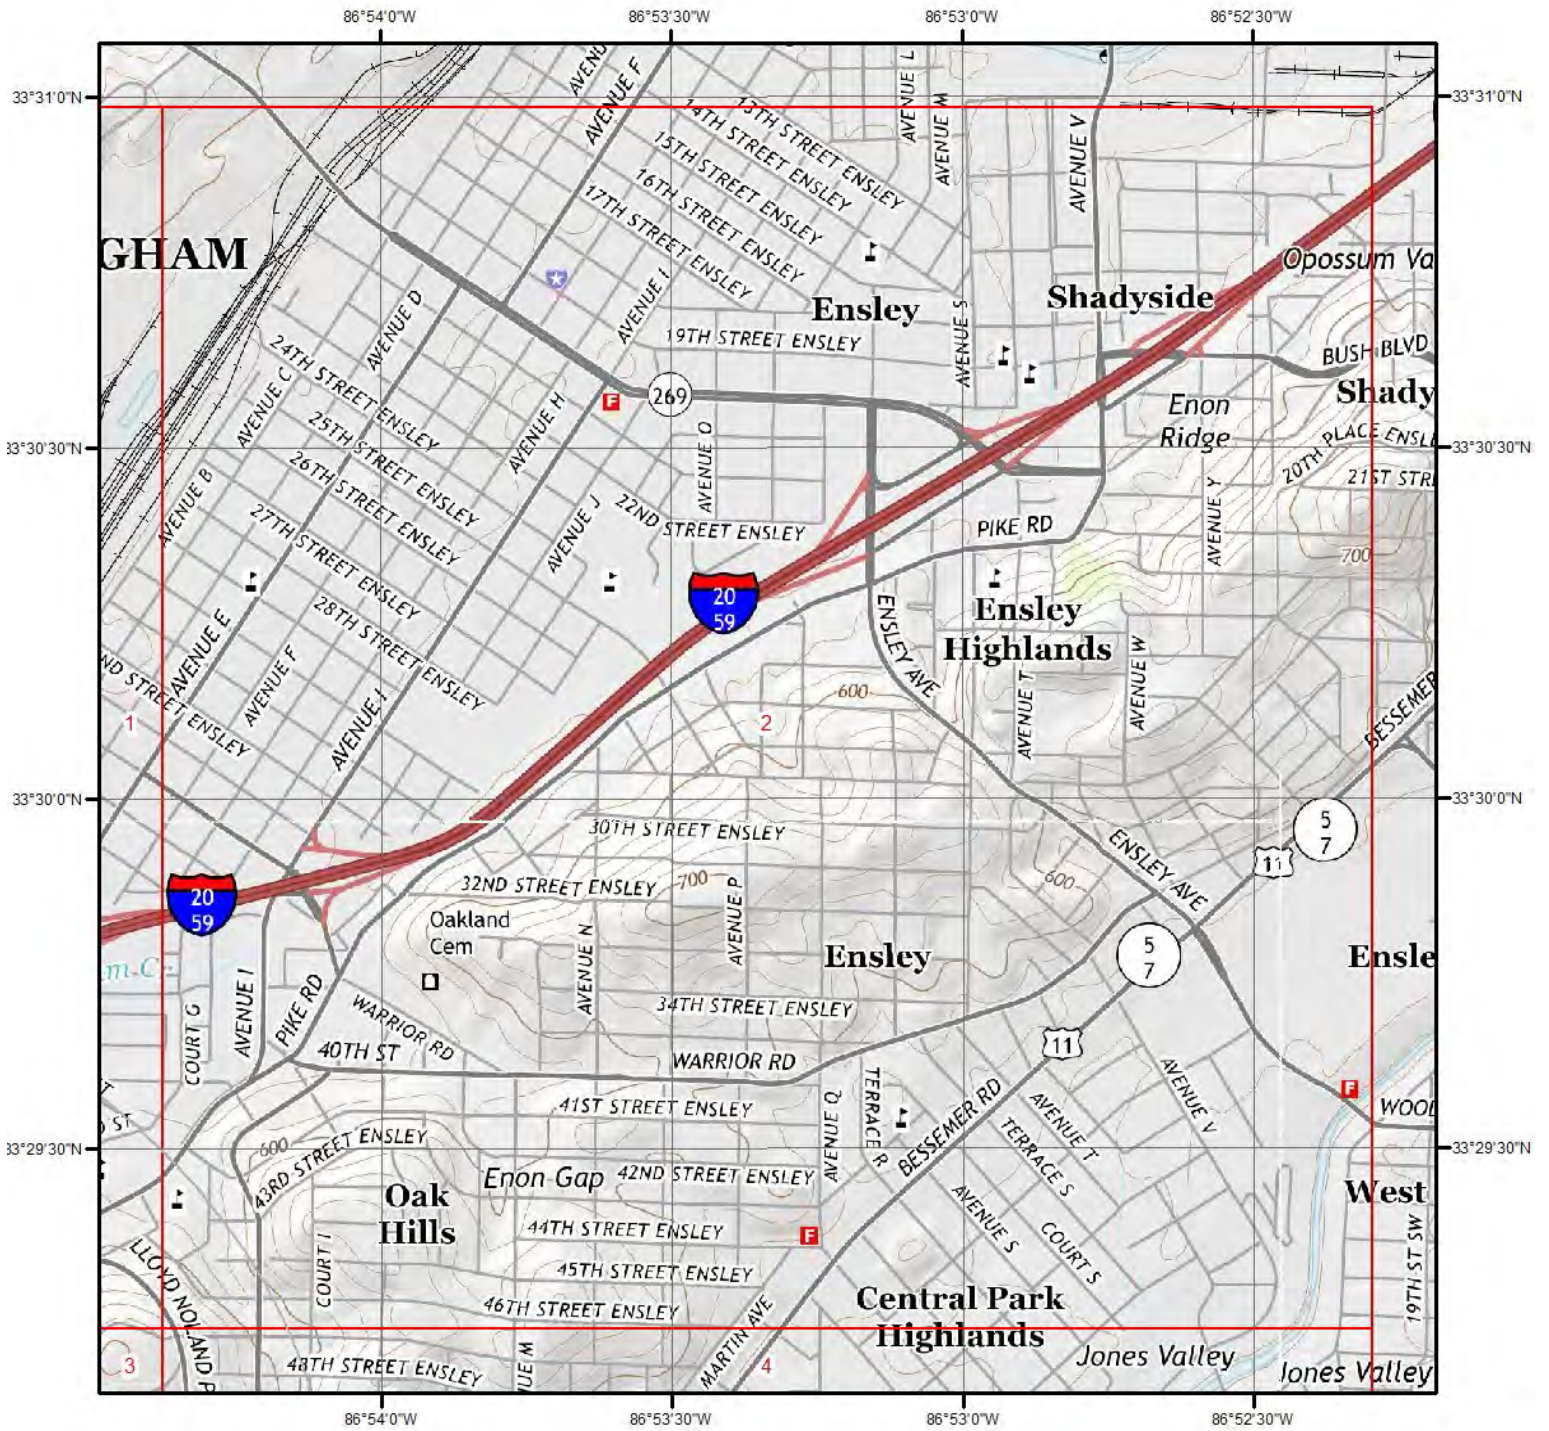 86°54'0"W
86°53'30"W
86°53'0"W
86°52'30"W
33°31'0"N
33°31'0"N
AVENU
AVENUE F
AVENUE L
AVENUE M
AVENUE V
13TH STREET ENSLEY
14TH STREET ENSLEY
15TH STREET ENSLEY
16TH STREET ENSLEY
17TH STREET ENSLEY
GHAM
Opossum Va
Ensley
Shadyside
AVENUE D
AVENUE I
AVENUE S
19TH STREET ENSLEY
BUSH BLVD
24TH STREET ENSLEY
AVENUE C
269
Shady
Enon
Ridge
25TH STREET ENSLEY
AVENUE H
AVENUE O
20TH PLACE ENSL
33°30'30"N
33°30'30"N
26TH STREET ENSLEY
21ST STR
AVENUE B
27TH STREET ENSLEY
AVENUE J
22ND STREET ENSLEY
PIKE RD
AVENUE Y
700
20
59
28TH STREET ENSLEY
Ensley
Highlands
AVENUE E
AVENUE F
ENSLEY AVE
AVENUE W
ND STREET ENSLEY
600
AVENUE T
BESSEMER
1
2
AVENUE I
33°30'0"N
33°30'0"N
30TH STREET ENSLEY
5
7
ENSLEY AVE
11
32ND STREET ENSLEY
700
600
20
59
AVENUE P
Oakland
Cem
AVENUE N
Ensley
5
7
Ensle
m Cr
AVENUE I
PIKE RD
COURT G
WARRIOR RD
34TH STREET ENSLEY
11
40TH ST
WARRIOR RD
AVENUE V
TERRACE R
BESSEMER RD
AVENUE T
41ST STREET ENSLEY
AVENUE Q
WOOL
ST
33°29'30"N
33°29'30"N
600
43RD STREET ENSLEY
TERRACE S
Enon Gap
42ND STREET ENSLEY
Oak
Hills
West
AVENUE S
COURT S
44TH STREET ENSLEY
19TH ST SW
LLOYD NOLAND P
COURT I
45TH STREET ENSLEY
46TH STREET ENSLEY
Central Park
Highlands
MARTIN AVE
3
4
48TH STREET ENSLEY
UE M
Jones Valley
Jones Valley
86°54'0"W
86°53'30"W
86°53'0"W
86°52'30"W